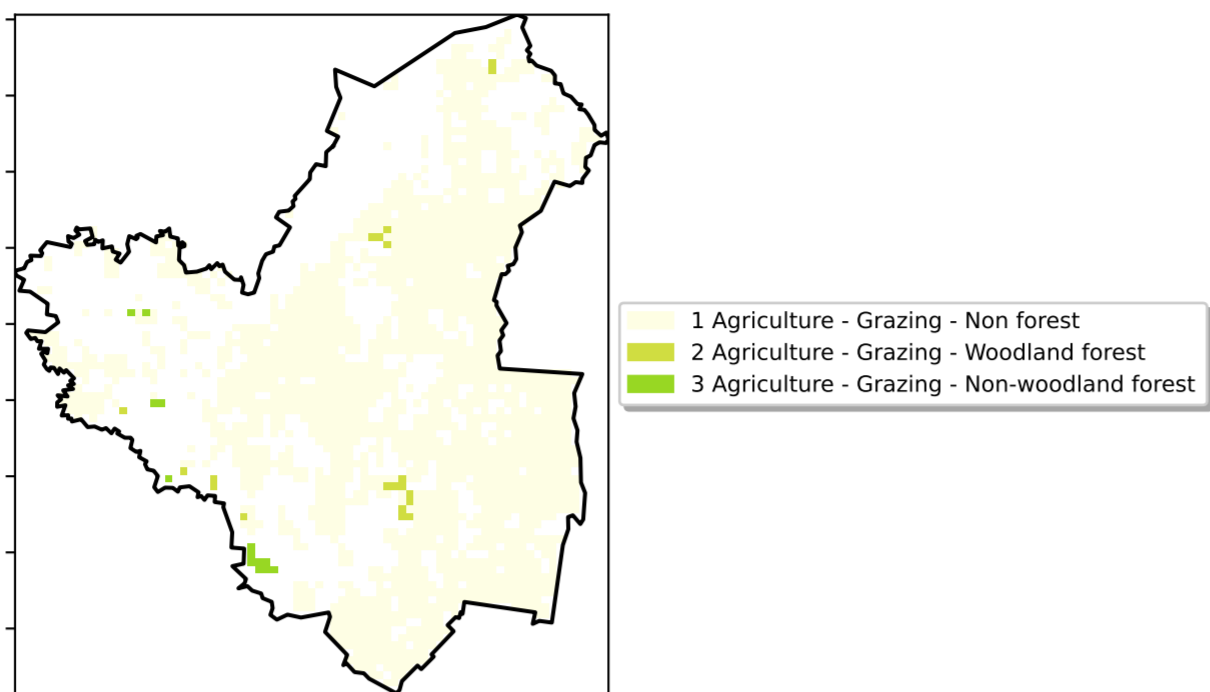 1 Agriculture - Grazing - Non forest
2 Agriculture - Grazing - Woodland forest
3 Agriculture - Grazing - Non-woodland forest